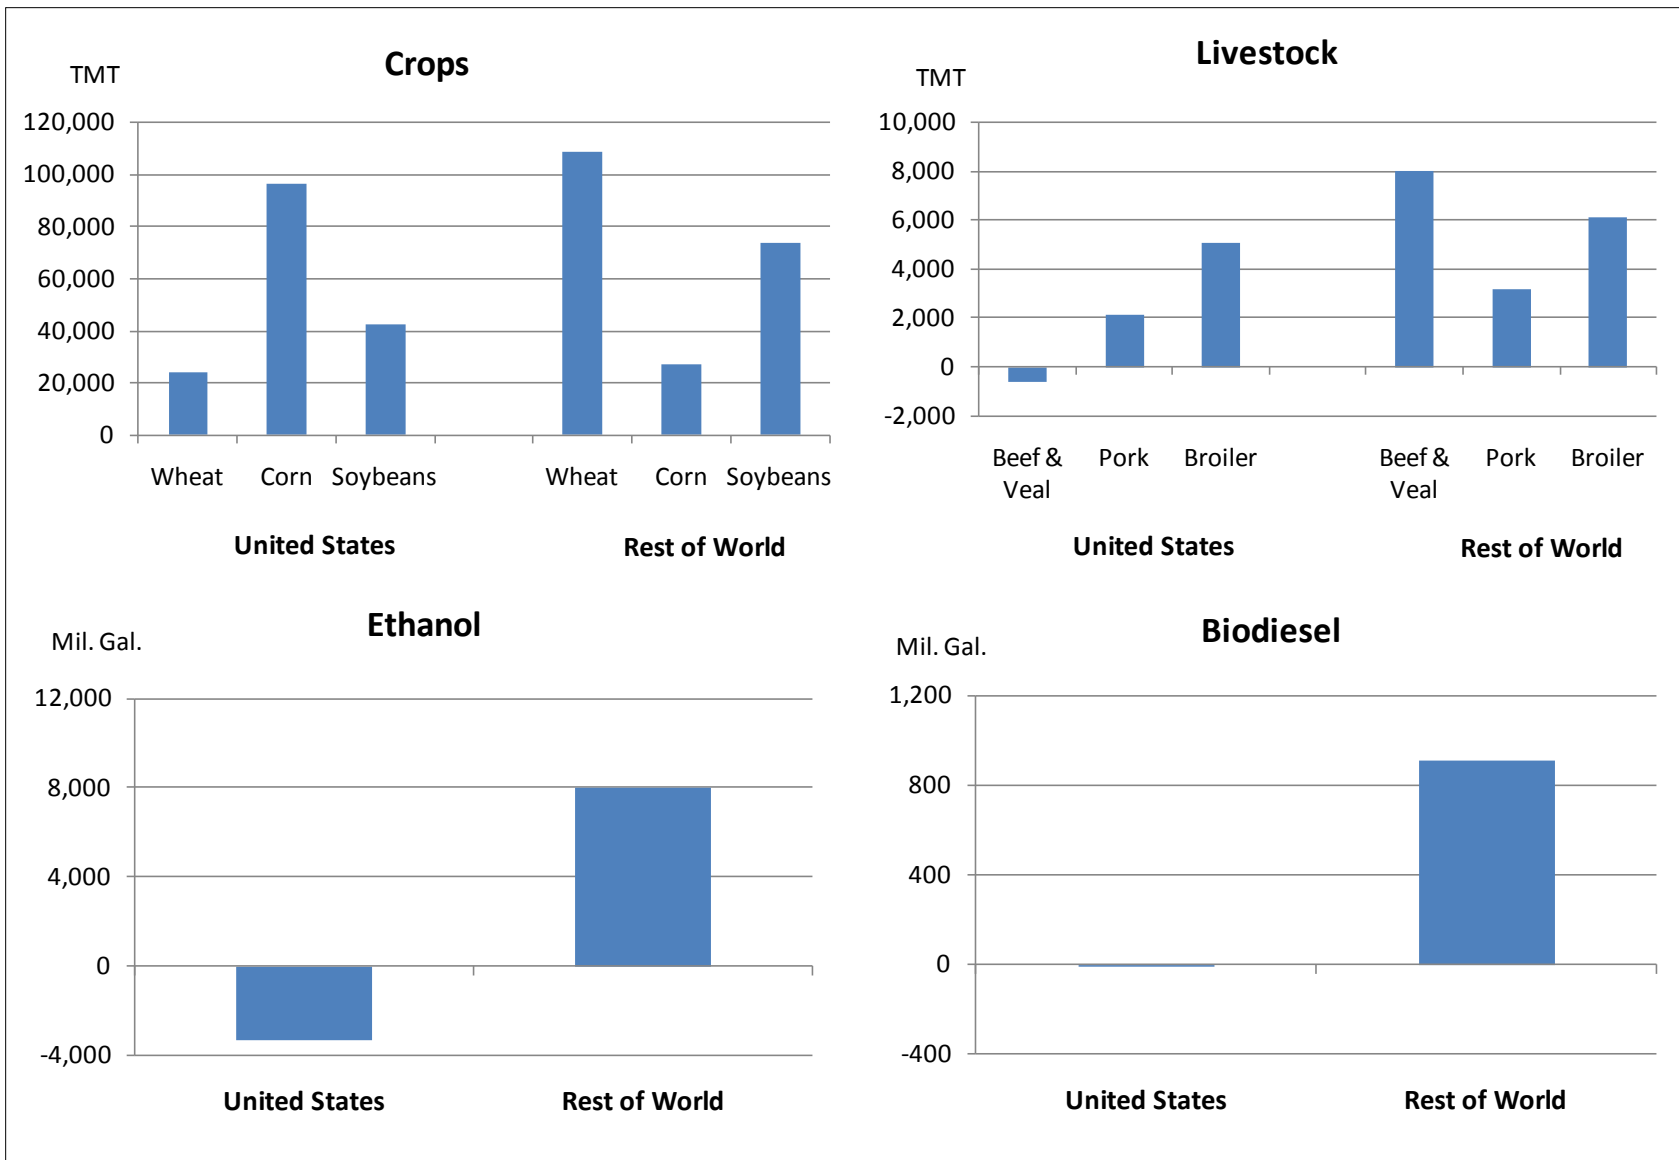 Crops
TMT
120,000
100,000
80,000
60,000
40,000
20,000
0
Wheat Corn Soybeans Wheat Corn Soybeans
United States Rest of World
Livestock
TMT
10,000
8,000
6,000
4,000
2,000
0
-2,000
Beef & Pork Broiler Beef & Pork Broiler
Veal Veal
United States Rest of World
Ethanol
Mil. Gal.
12,000
8,000
4,000
0
-4,000
United States Rest of World
Biodiesel
Mil. Gal.
1,200
800
400
0
-400
United States Rest of World